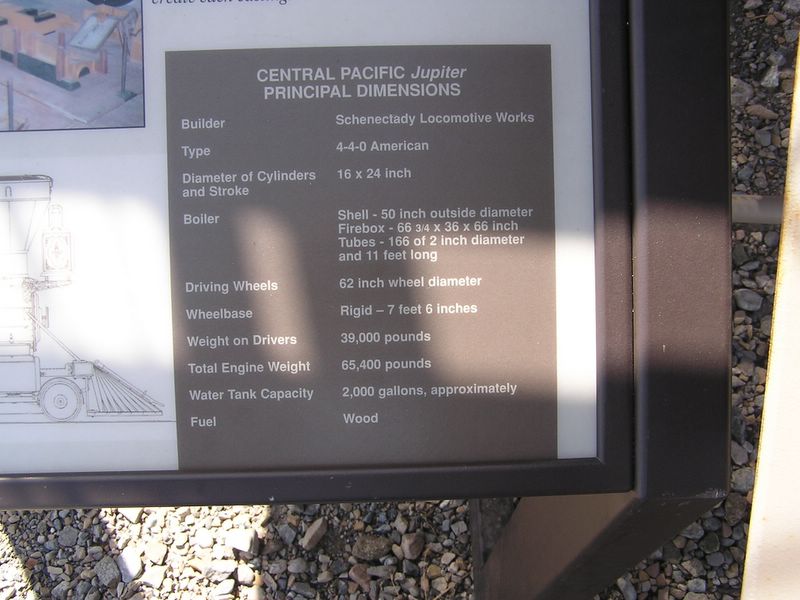 create each casting.
CENTRAL PACIFIC Jupiter
PRINCIPAL DIMENSIONS
Builder Schenectady Locomotive Works
Type 4-4-0 American
Diameter of Cylinders and Stroke 16 x 24 inch
Boiler Shell - 50 inch outside diameter
Firebox - 66 3/4 x 36 x 66 inch
Tubes - 166 of 2 inch diameter
and 11 feet long
Driving Wheels 62 inch wheel diameter
Wheelbase Rigid – 7 feet 6 inches
Weight on Drivers 39,000 pounds
Total Engine Weight 65,400 pounds
Water Tank Capacity 2,000 gallons, approximately
Fuel Wood